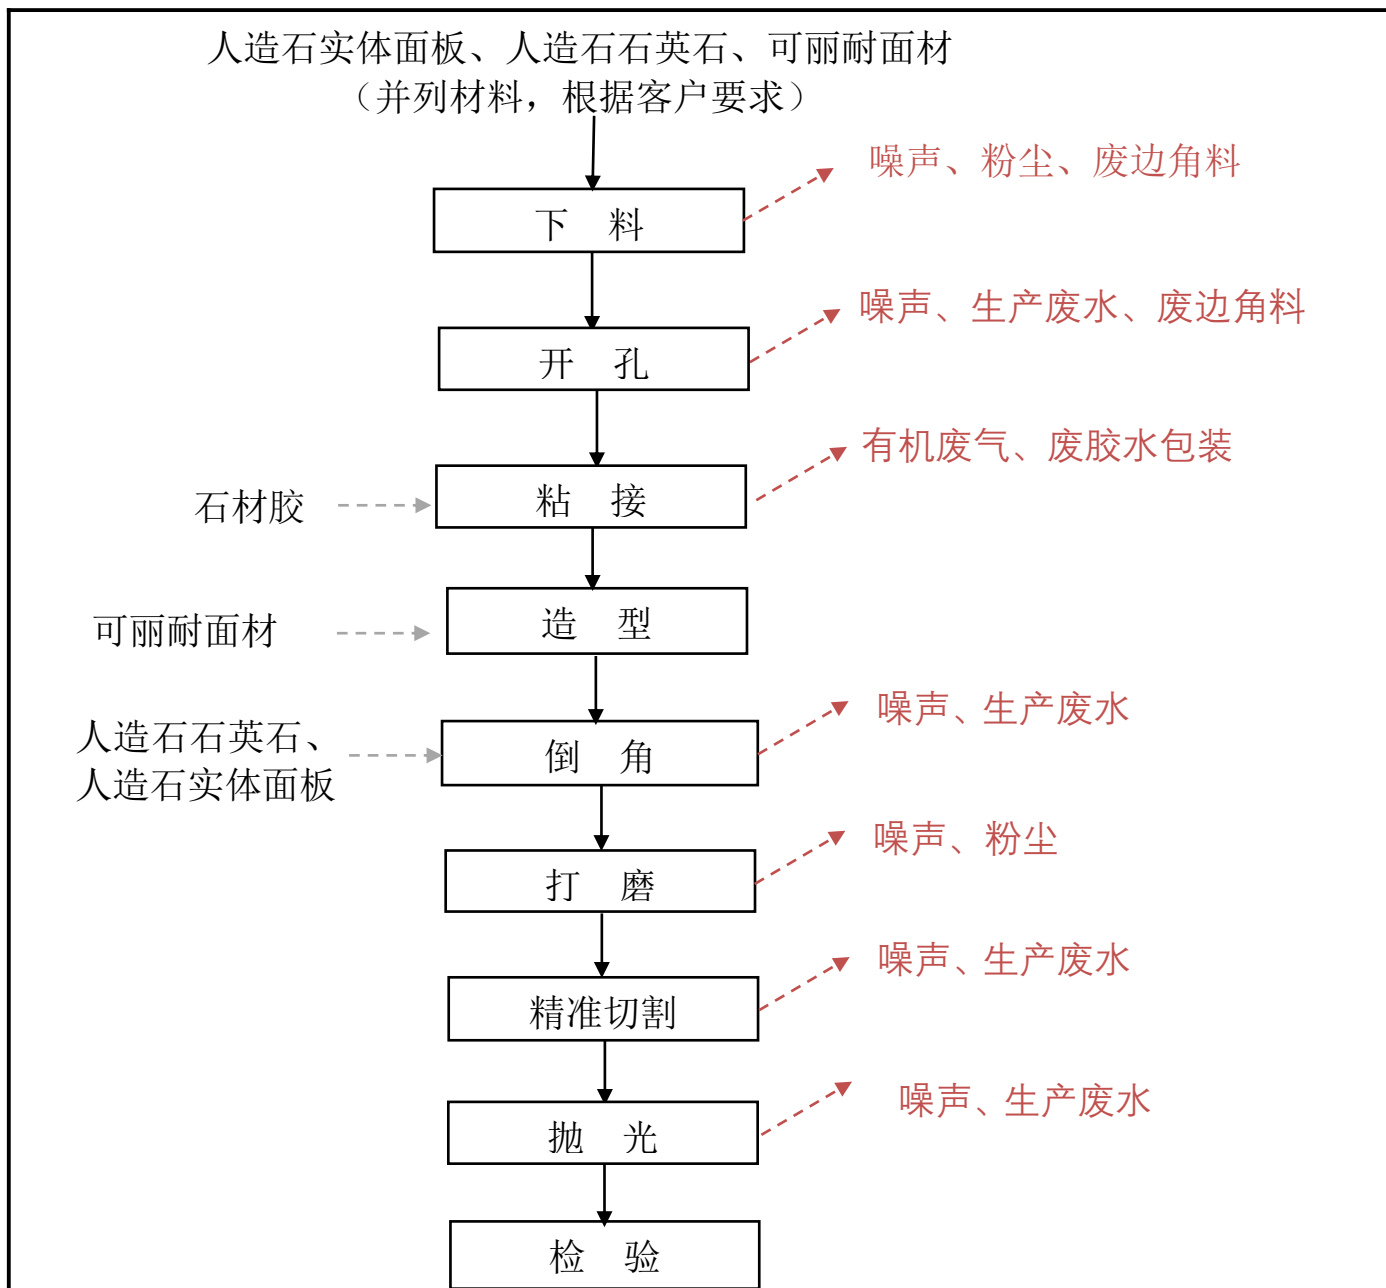 人造石实体面板、人造石石英石、可丽耐面材
（并列材料，根据客户要求）
噪声、粉尘、废边角料
下 料
噪声、生产废水、废边角料
开 孔
有机废气、废胶水包装
石材胶
粘 接
可丽耐面材
造 型
噪声、生产废水
人造石石英石、
人造石实体面板
倒 角
噪声、粉尘
打 磨
噪声、生产废水
精准切割
噪声、生产废水
抛 光
检 验